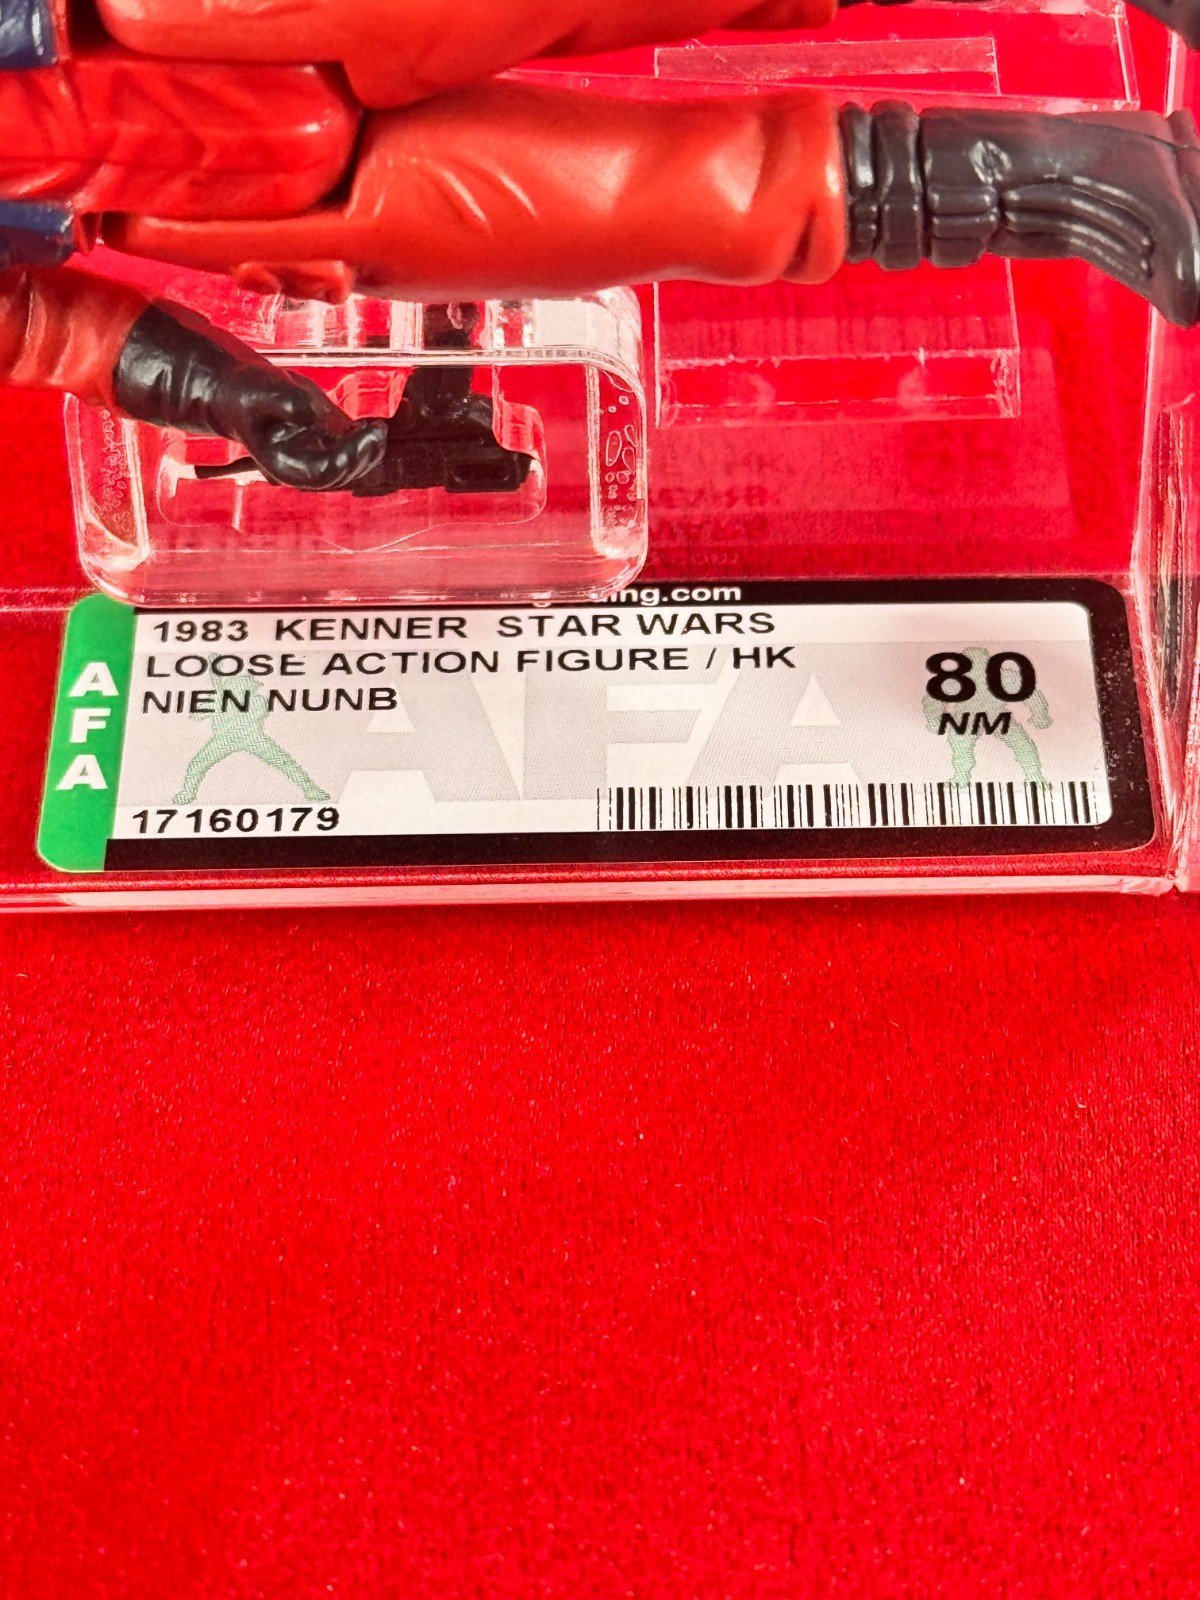 1983 KENNER STAR WARS
LOOSE ACTION FIGURE / HK
NIEN NUNB
80
NM
AFA
AFA
17160179